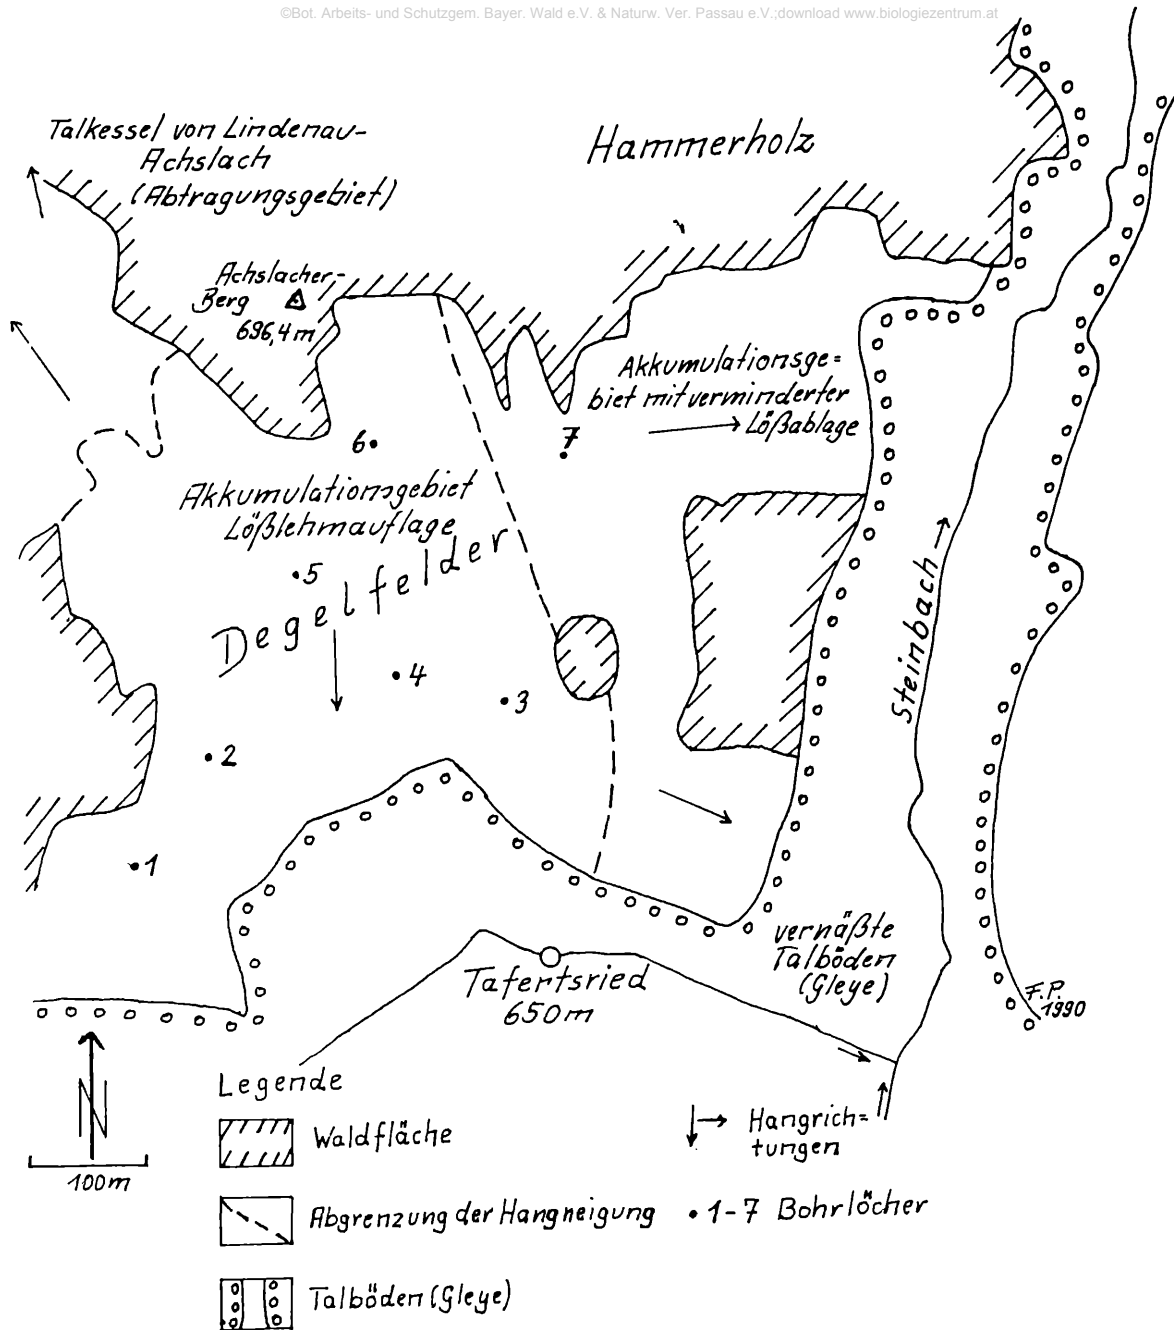 ©Bot. Arbeits- und Schutzgem. Bayer. Wald e.V. & Naturw. Ver. Passau e.V.;download www.biologiezentrum.at
Talkessel von Lindenau-
Achslach
(Abtragungsgebiet)
Hammerholz
Achslacher-
Berg
696,4m
Akkumulationsge=
biet mit verminderter
Lößablage
6
7
Akkumulationsgebiet
Lößlehmauflage
5
Degelfelder
4
3
2
1
Steinbach
vernäßte
Talböden
(Gleye)
Tafertsried
650m
F.P.
1990
N
100m
Legende
Waldfläche
Hangrich=
tungen
Abgrenzung der Hangneigung
1-7 Bohrlöcher
Talböden (Gleye)